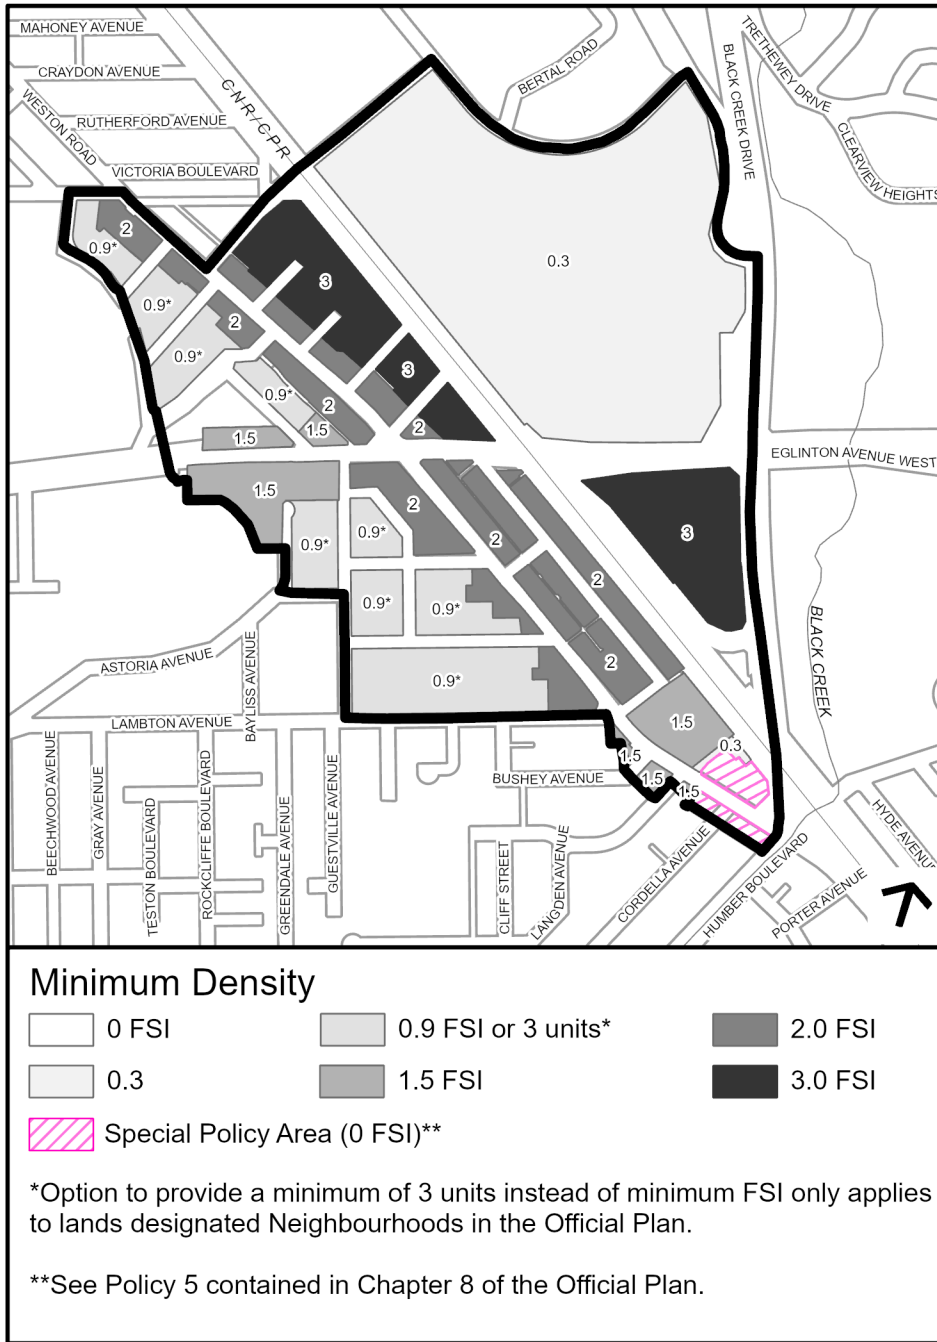 MAHONEY AVENUE
CRAYDON AVENUE
WESTON ROAD
RUTHERFORD AVENUE
VICTORIA BOULEVARD
CNR/CPR
BERTAL ROAD
BLACK CREEK DRIVE
TRETHEWEY DRIVE
CLEARVIEW HEIGHTS
2
0.9*
0.3
3
0.9*
2
0.9*
3
0.9*
2
2
1.5
1.5
EGLINTON AVENUE WEST
1.5
2
0.9*
0.9*
2
3
2
0.9*
0.9*
BLACK CREEK
ASTORIA AVENUE
BAYLISS AVENUE
0.9*
2
LAMBTON AVENUE
1.5
0.3
1.5
BUSHEY AVENUE
1.5
1.5
BEECHWOOD AVENUE
GRAY AVENUE
TESTON BOULEVARD
ROCKCLIFFE BOULEVARD
GREENDALE AVENUE
GUESTVILLE AVENUE
CLIFF STREET
LANGDEN AVENUE
CORDELLA AVENUE
HUMBER BOULEVARD
PORTER AVENUE
HYDE AVENUE
Minimum Density
0 FSI
0.9 FSI or 3 units*
2.0 FSI
0.3
1.5 FSI
3.0 FSI
Special Policy Area (0 FSI)**
*Option to provide a minimum of 3 units instead of minimum FSI only applies
to lands designated Neighbourhoods in the Official Plan.
**See Policy 5 contained in Chapter 8 of the Official Plan.